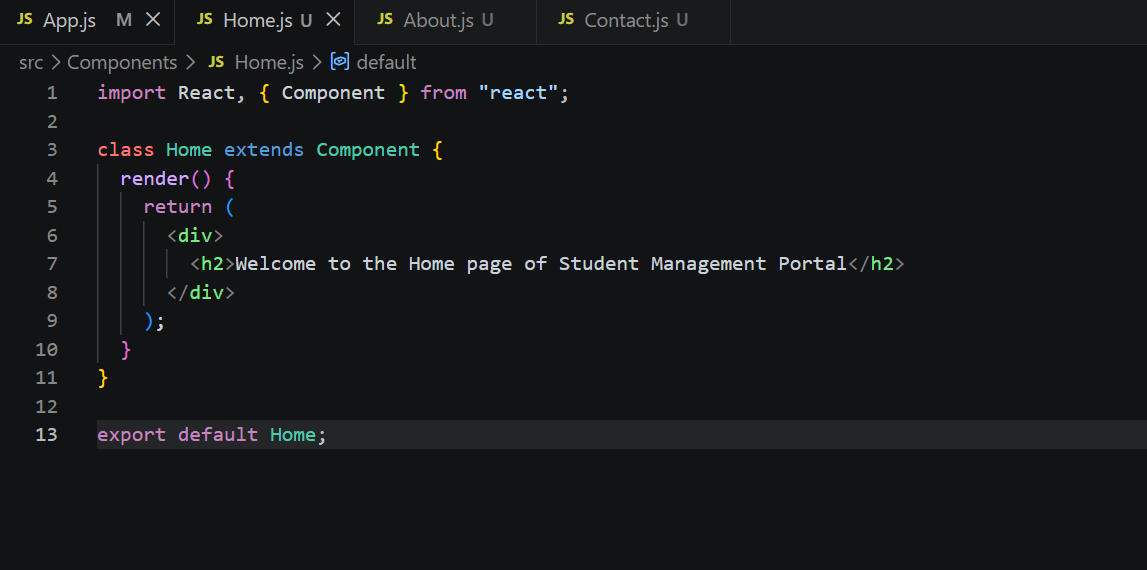 JS App.js M × JS Home.js U × JS About.js U JS Contact.js U
src > Components > JS Home.js > default
1 import React, { Component } from "react";
2
3 class Home extends Component {
4   render() {
5     return (
6       <div>
7         <h2>Welcome to the Home page of Student Management Portal</h2>
8       </div>
9     );
10   }
11 }
12
13 export default Home;